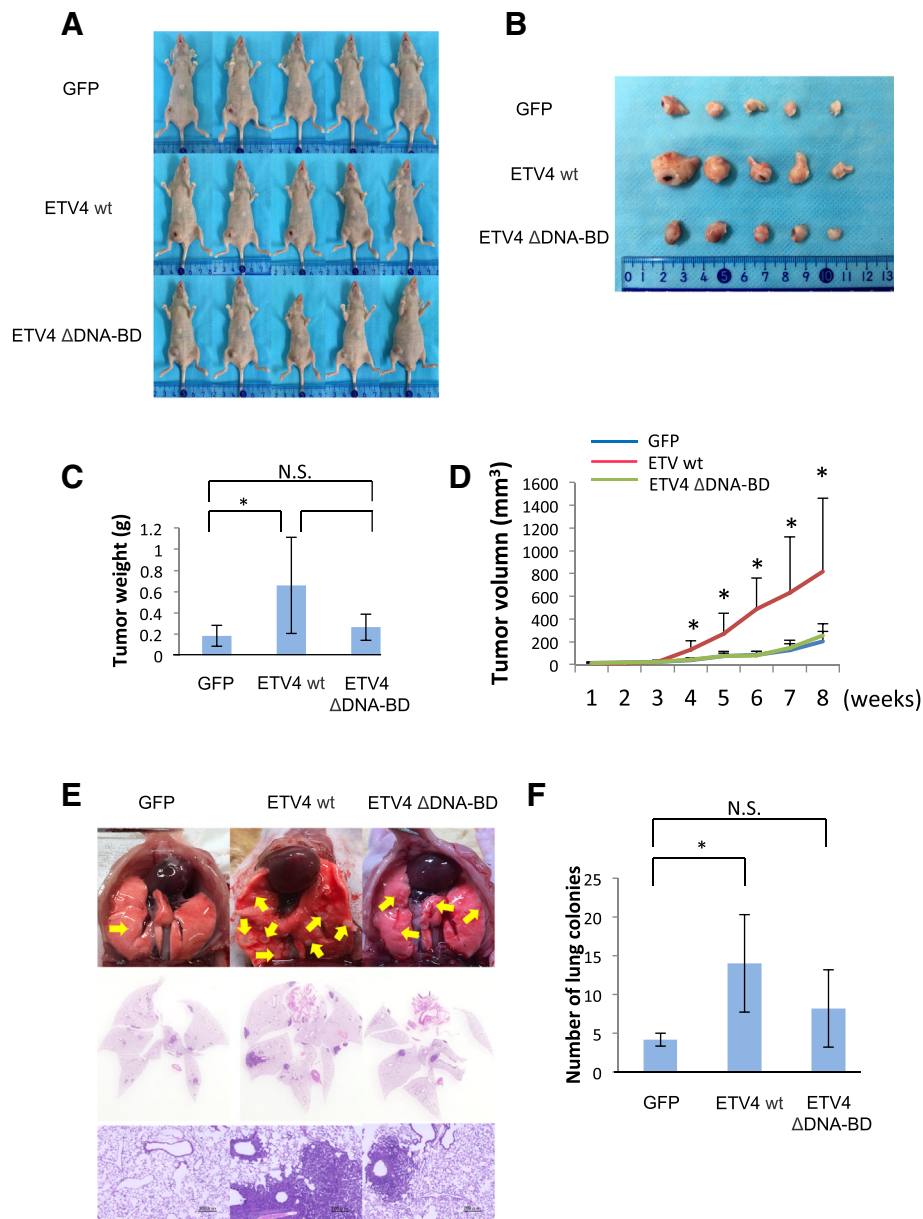 A
GFP
ETV4 wt
ETV4 ΔDNA-BD
B
GFP
ETV4 wt
ETV4 ΔDNA-BD
0 1 2 3 4 5 6 7 8 9 10 11 12 13
C
N.S.
*
Tumor weight (g)
1.2
1
0.8
0.6
0.4
0.2
0
GFP
ETV4 wt
ETV4
ΔDNA-BD
D
GFP
ETV wt
ETV4 ΔDNA-BD
Tumor volumn (mm³)
1600
1400
1200
1000
800
600
400
200
0
* * * * *
1 2 3 4 5 6 7 8 (weeks)
E
GFP
ETV4 wt
ETV4 ΔDNA-BD
F
N.S.
*
Number of lung colonies
25
20
15
10
5
0
GFP
ETV4 wt
ETV4
ΔDNA-BD